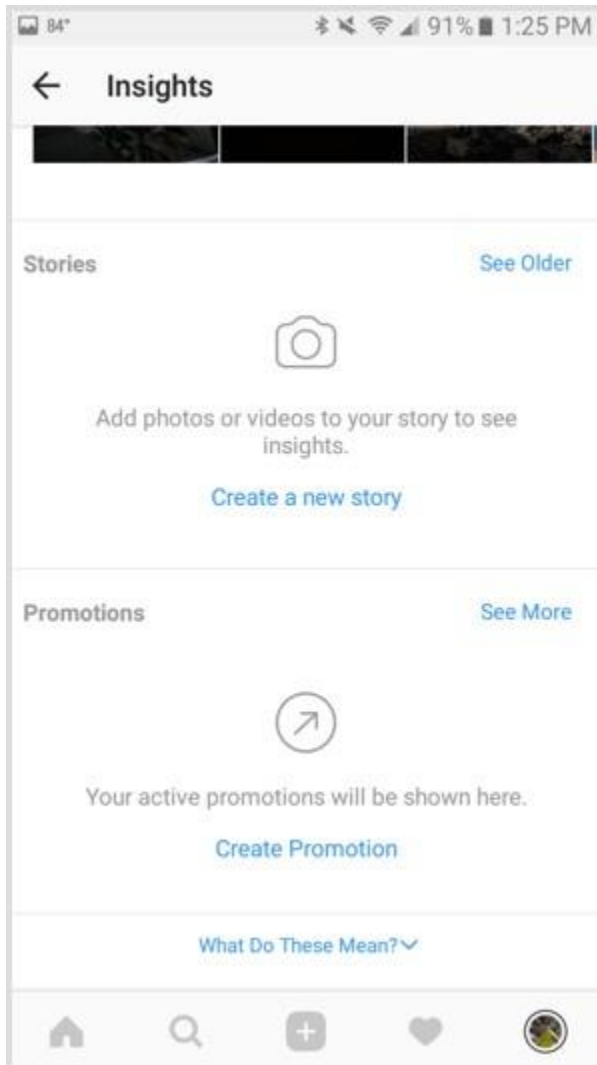 84° 91% 1:25 PM
Insights
Stories See Older
Add photos or videos to your story to see
insights.
Create a new story
Promotions See More
Your active promotions will be shown here.
Create Promotion
What Do These Mean?